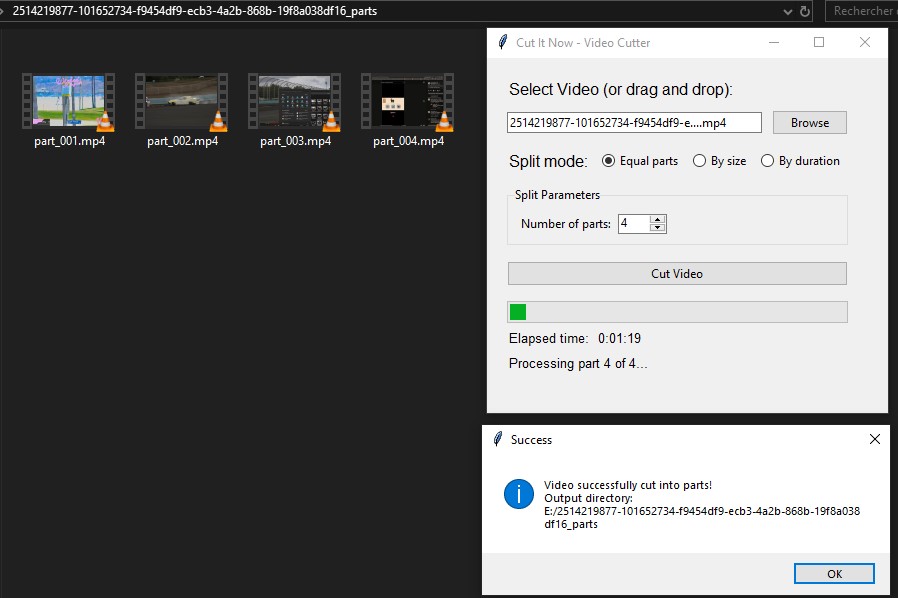 2514219877-101652734-f9454df9-ecb3-4a2b-868b-19f8a038df16_parts
Rechercher
part_001.mp4
part_002.mp4
part_003.mp4
part_004.mp4
Cut It Now - Video Cutter
Select Video (or drag and drop):
2514219877-101652734-f9454df9-e....mp4
Browse
Split mode:
Equal parts
By size
By duration
Split Parameters
Number of parts:
4
Cut Video
Elapsed time: 0:01:19
Processing part 4 of 4...
Success
Video successfully cut into parts!
Output directory:
E:/2514219877-101652734-f9454df9-ecb3-4a2b-868b-19f8a038
df16_parts
OK